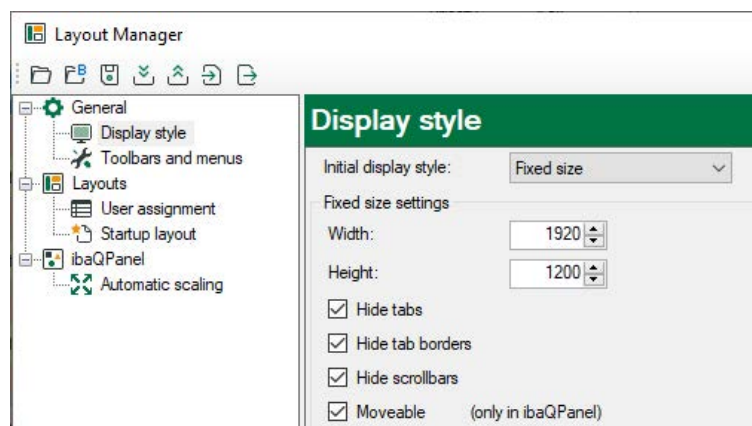 Layout Manager
General
Display style
Toolbars and menus
Layouts
User assignment
Startup layout
ibaQPanel
Automatic scaling
Display style
Initial display style: Fixed size
Fixed size settings
Width: 1920
Height: 1200
Hide tabs
Hide tab borders
Hide scrollbars
Moveable (only in ibaQPanel)